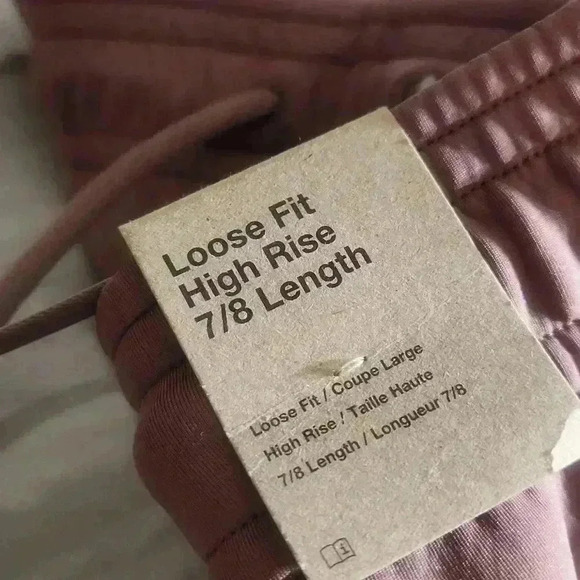 Loose Fit
High Rise
7/8 Length
Loose Fit / Coupe Large
High Rise / Taille Haute
7/8 Length / Longueur 7/8